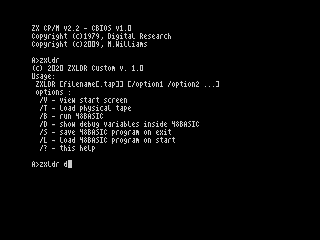 ZX CP/M v2.2 - CBIOS v1.0
Copyright (c)1979, Digital Research
Copyright (c)2009, M.Williams
A>zxldr
(c) 2020 ZXLDR Custom v. 1.0
Usage:
ZXLDR [filename[.tap]] [/option1 /option2 ...]
options :
/V - view start screen
/T - load physical tape
/B - run 48BASIC
/D - show debug variables inside 48BASIC
/S - save 48BASIC program on exit
/L - load 48BASIC program on start
/? - this help
A>zxldr d